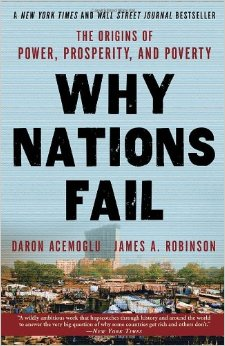 A NEW YORK TIMES AND WALL STREET JOURNAL BESTSELLER
THE ORIGINS OF
POWER, PROSPERITY, AND POVERTY
WHY
NATIONS
FAIL
DARON ACEMOGLU JAMES A. ROBINSON
"A wildly ambitious work that hopscotches through history and around the world
to answer the very big question of why some countries get rich and others don't."
—New York Times